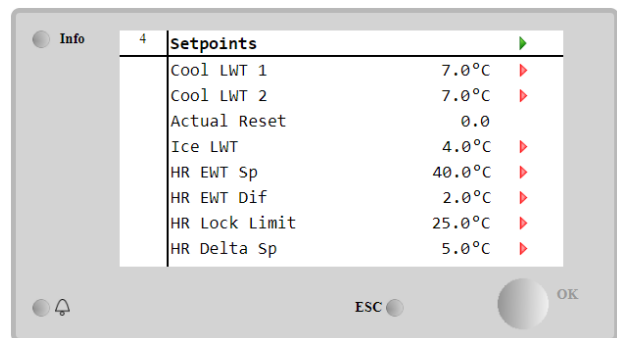 Info
4 Setpoints
Cool LWT 1 7.0°C
Cool LWT 2 7.0°C
Actual Reset 0.0
Ice LWT 4.0°C
HR EWT Sp 40.0°C
HR EWT Dif 2.0°C
HR Lock Limit 25.0°C
HR Delta Sp 5.0°C
ESC
OK